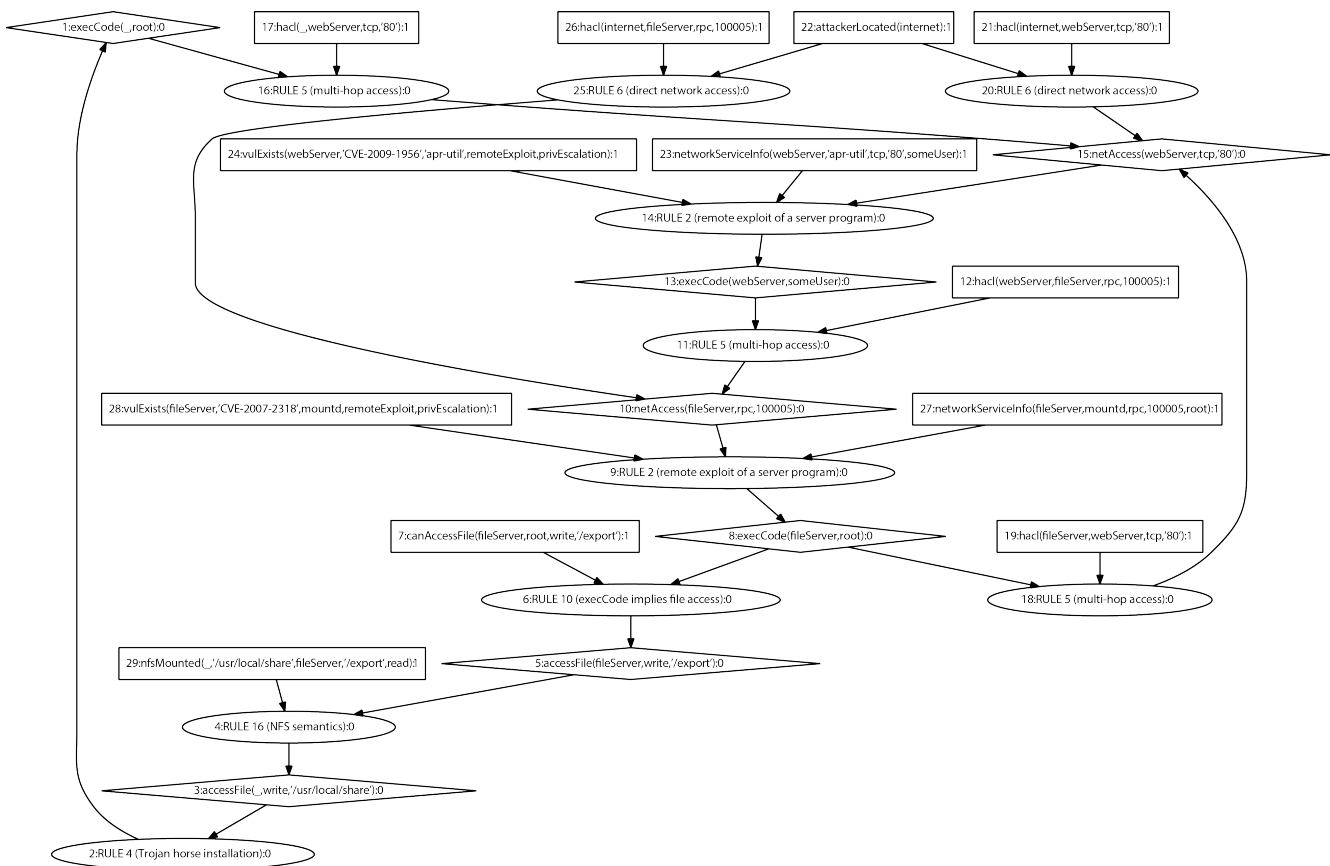 1:execCode(_,root):0
17:hacl(_,webServer,tcp,'80'):1
26:hacl(internet,fileServer,rpc,100005):1
22:attackerLocated(internet):1
21:hacl(internet,webServer,tcp,'80'):1
16:RULE 5 (multi-hop access):0
25:RULE 6 (direct network access):0
20:RULE 6 (direct network access):0
24:vulExists(webServer,'CVE-2009-1956','apr-util',remoteExploit,privEscalation):1
23:networkServiceInfo(webServer,'apr-util',tcp,'80',someUser):1
15:netAccess(webServer,tcp,'80'):0
14:RULE 2 (remote exploit of a server program):0
13:execCode(webServer,someUser):0
12:hacl(webServer,fileServer,rpc,100005):1
11:RULE 5 (multi-hop access):0
28:vulExists(fileServer,'CVE-2007-2318',mountd,remoteExploit,privEscalation):1
10:netAccess(fileServer,rpc,100005):0
27:networkServiceInfo(fileServer,mountd,rpc,100005,root):1
9:RULE 2 (remote exploit of a server program):0
7:canAccessFile(fileServer,root,write,'/export'):1
8:execCode(fileServer,root):0
19:hacl(fileServer,webServer,tcp,'80'):1
6:RULE 10 (execCode implies file access):0
18:RULE 5 (multi-hop access):0
29:nfsMounted(_,'/usr/local/share',fileServer,'/export',read):1
5:accessFile(fileServer,write,'/export'):0
4:RULE 16 (NFS semantics):0
3:accessFile(_,write,'/usr/local/share'):0
2:RULE 4 (Trojan horse installation):0